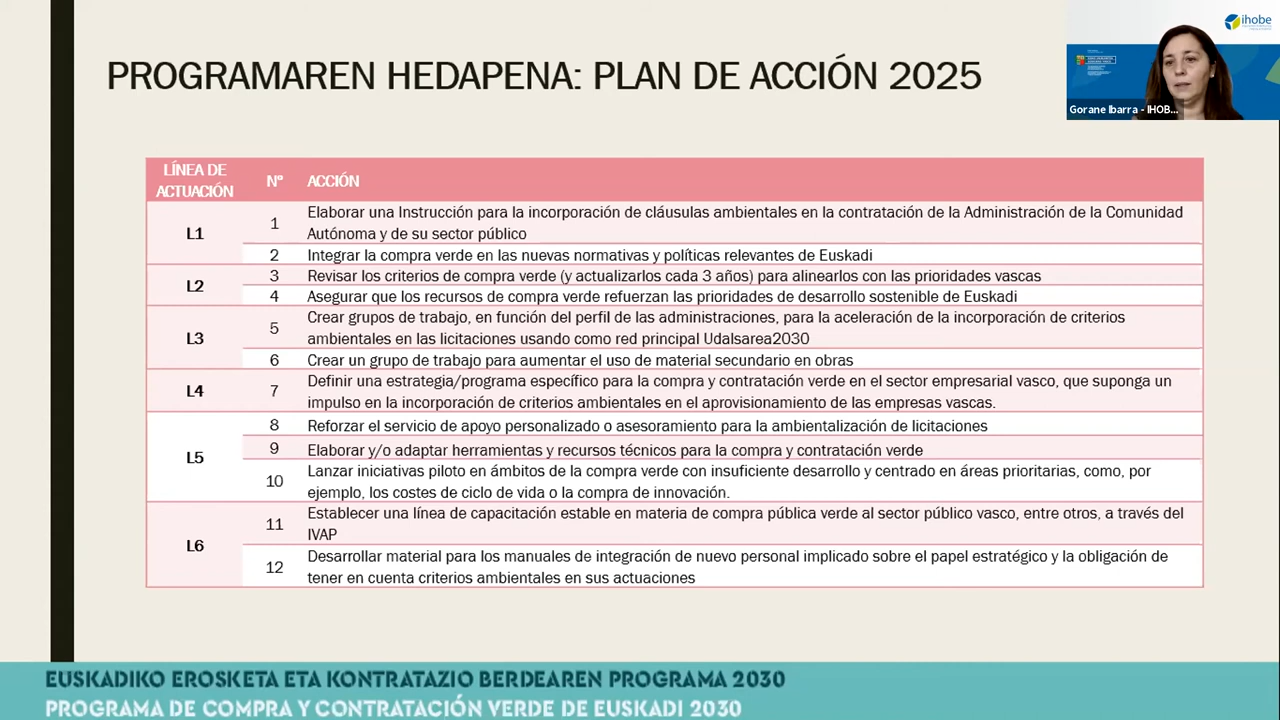 ihobe
PROGRAMAREN HEDAPENA: PLAN DE ACCIÓN 2025
Gorane Ibarra - IHOB...
LÍNEA DE
ACTUACIÓN
Nº
ACCIÓN
L1
1
Elaborar una Instrucción para la incorporación de cláusulas ambientales en la contratación de la Administración de la Comunidad
Autónoma y de su sector público
2
Integrar la compra verde en las nuevas normativas y políticas relevantes de Euskadi
L2
3
Revisar los criterios de compra verde (y actualizarlos cada 3 años) para alinearlos con las prioridades vascas
4
Asegurar que los recursos de compra verde refuerzan las prioridades de desarrollo sostenible de Euskadi
L3
5
Crear grupos de trabajo, en función del perfil de las administraciones, para la aceleración de la incorporación de criterios
ambientales en las licitaciones usando como red principal Udalsarea2030
6
Crear un grupo de trabajo para aumentar el uso de material secundario en obras
L4
7
Definir una estrategia/programa específico para la compra y contratación verde en el sector empresarial vasco, que suponga un
impulso en la incorporación de criterios ambientales en el aprovisionamiento de las empresas vascas.
L5
8
Reforzar el servicio de apoyo personalizado o asesoramiento para la ambientalización de licitaciones
9
Elaborar y/o adaptar herramientas y recursos técnicos para la compra y contratación verde
10
Lanzar iniciativas piloto en ámbitos de la compra verde con insuficiente desarrollo y centrado en áreas prioritarias, como, por
ejemplo, los costes de ciclo de vida o la compra de innovación.
L6
11
Establecer una línea de capacitación estable en materia de compra pública verde al sector público vasco, entre otros, a través del
IVAP
12
Desarrollar material para los manuales de integración de nuevo personal implicado sobre el papel estratégico y la obligación de
tener en cuenta criterios ambientales en sus actuaciones
EUSKADIKO EROSKETA ETA KONTRATAZIO BERDEAREN PROGRAMA 2030
PROGRAMA DE COMPRA Y CONTRATACIÓN VERDE DE EUSKADI 2030